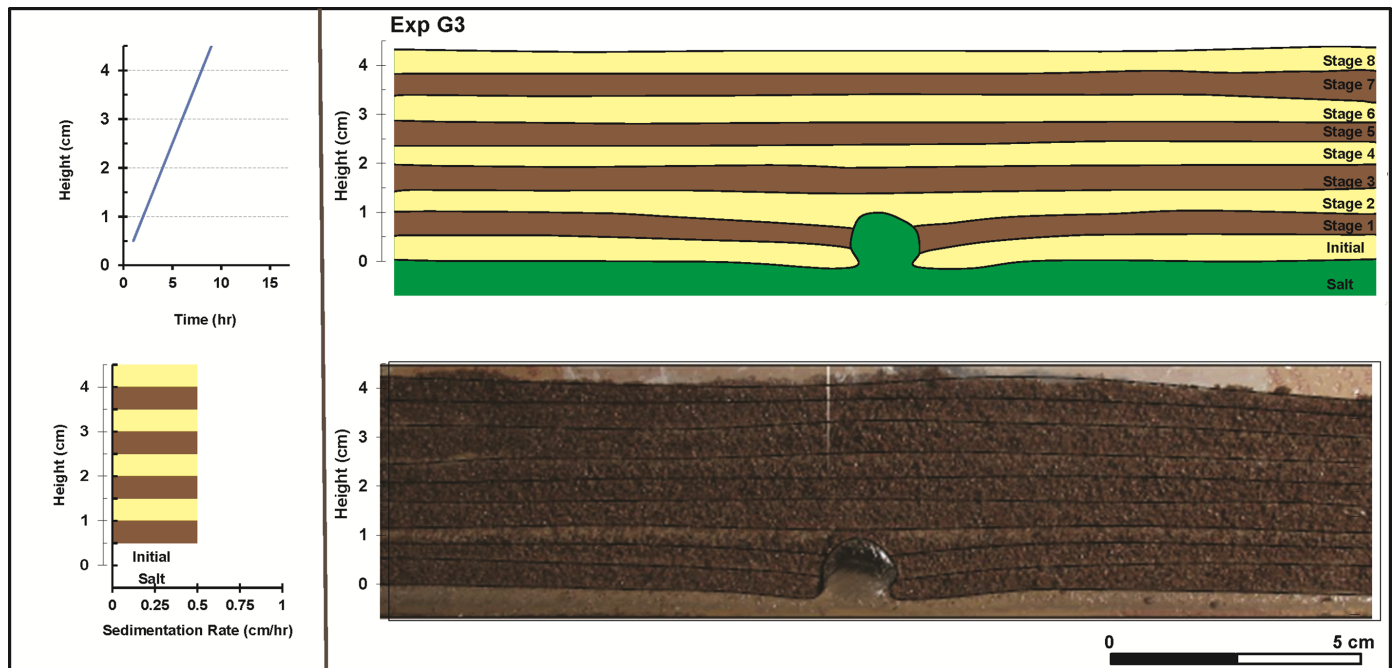 Exp G3
4
3
2
1
0
Height (cm)
0 5 10 15
Time (hr)
4
3
2
1
0
Height (cm)
Stage 8
Stage 7
Stage 6
Stage 5
Stage 4
Stage 3
Stage 2
Stage 1
Initial
Salt
4
3
2
1
0
Height (cm)
Initial
Salt
0 0.25 0.5 0.75 1
Sedimentation Rate (cm/hr)
4
3
2
1
0
Height (cm)
0 5 cm